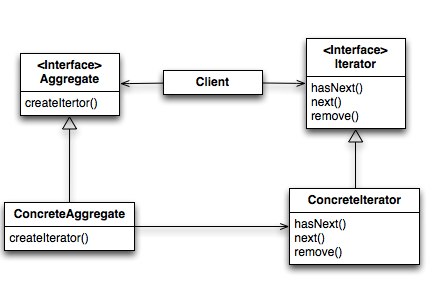 <Interface>
Aggregate
createItertor()
Client
<Interface>
Iterator
hasNext()
next()
remove()
ConcreteAggregate
createIterator()
ConcreteIterator
hasNext()
next()
remove()